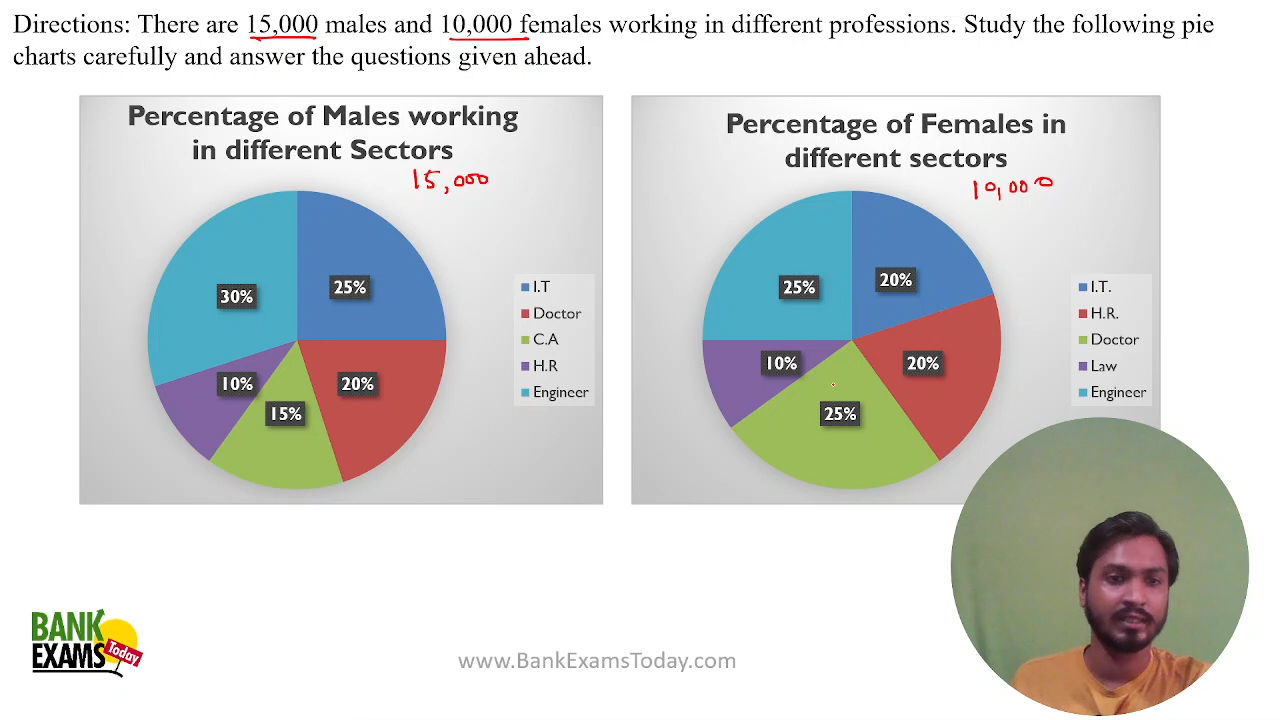 Directions: There are 15,000 males and 10,000 females working in different professions. Study the following pie
charts carefully and answer the questions given ahead.
Percentage of Males working
in different Sectors
15,000
25%
20%
15%
10%
30%
I.T
Doctor
C.A
H.R
Engineer
Percentage of Females in
different sectors
10,000
20%
20%
25%
10%
25%
I.T.
H.R.
Doctor
Law
Engineer
BANK
EXAMS
Today
www.BankExamsToday.com